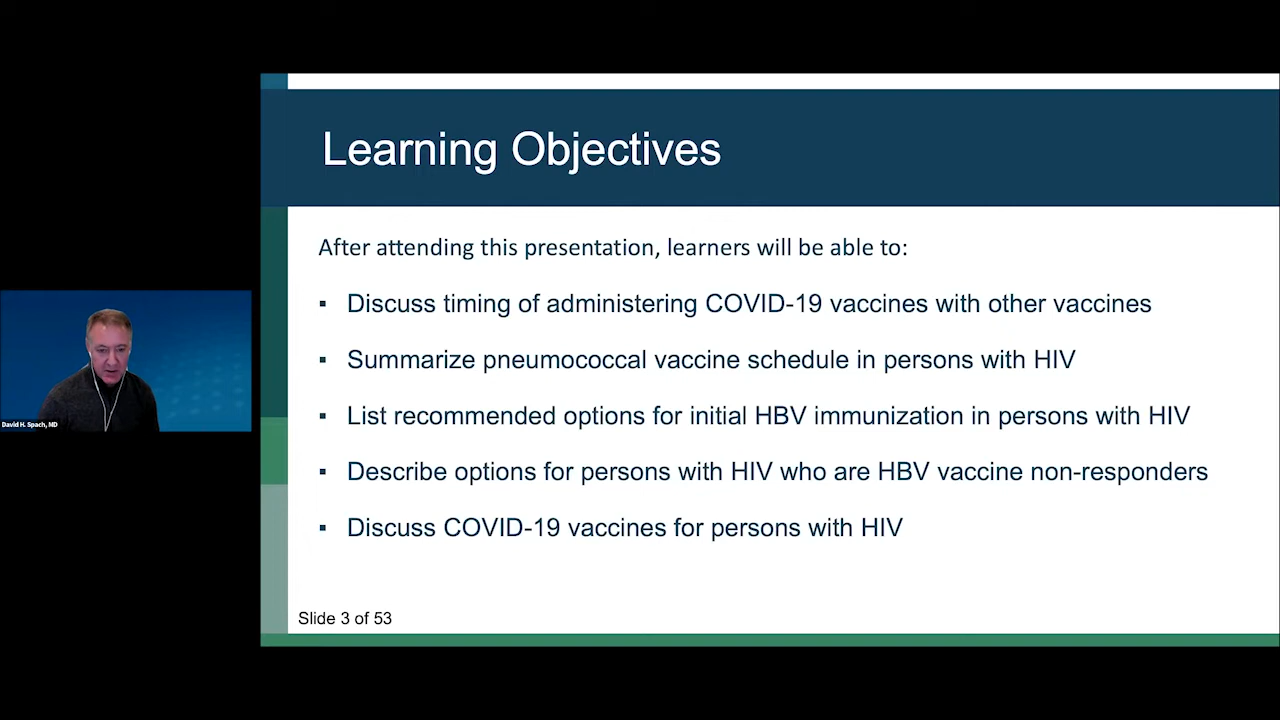 Learning Objectives
After attending this presentation, learners will be able to:
▪ Discuss timing of administering COVID-19 vaccines with other vaccines
▪ Summarize pneumococcal vaccine schedule in persons with HIV
▪ List recommended options for initial HBV immunization in persons with HIV
▪ Describe options for persons with HIV who are HBV vaccine non-responders
▪ Discuss COVID-19 vaccines for persons with HIV
Slide 3 of 53
David H. Spach, MD